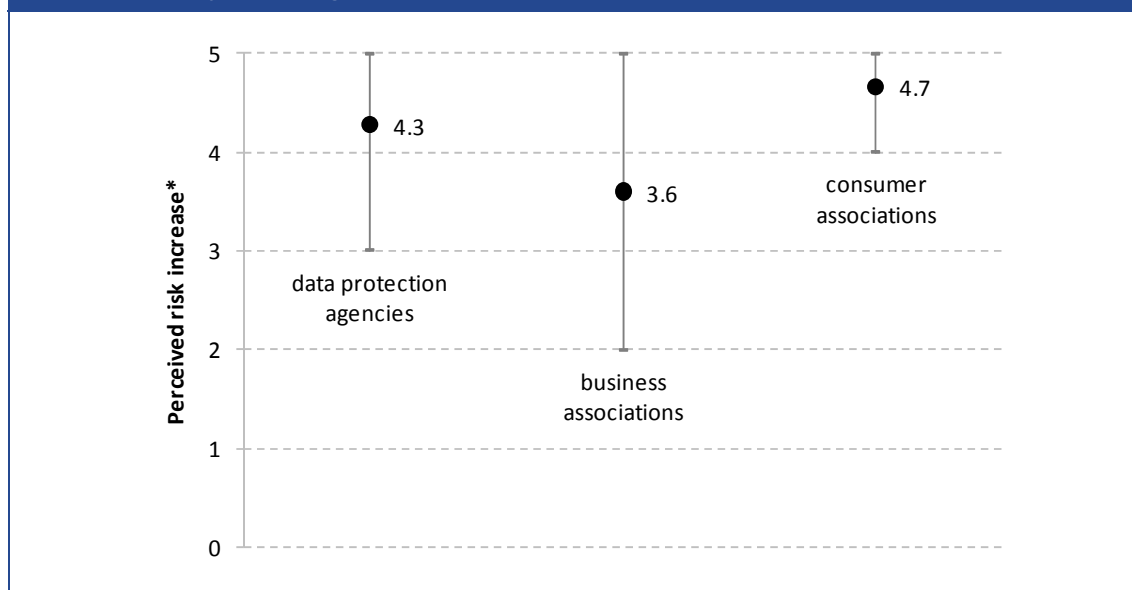 5
4
3
2
1
0
Perceived risk increase*
4.3
data protection
agencies
3.6
business
associations
4.7
consumer
associations